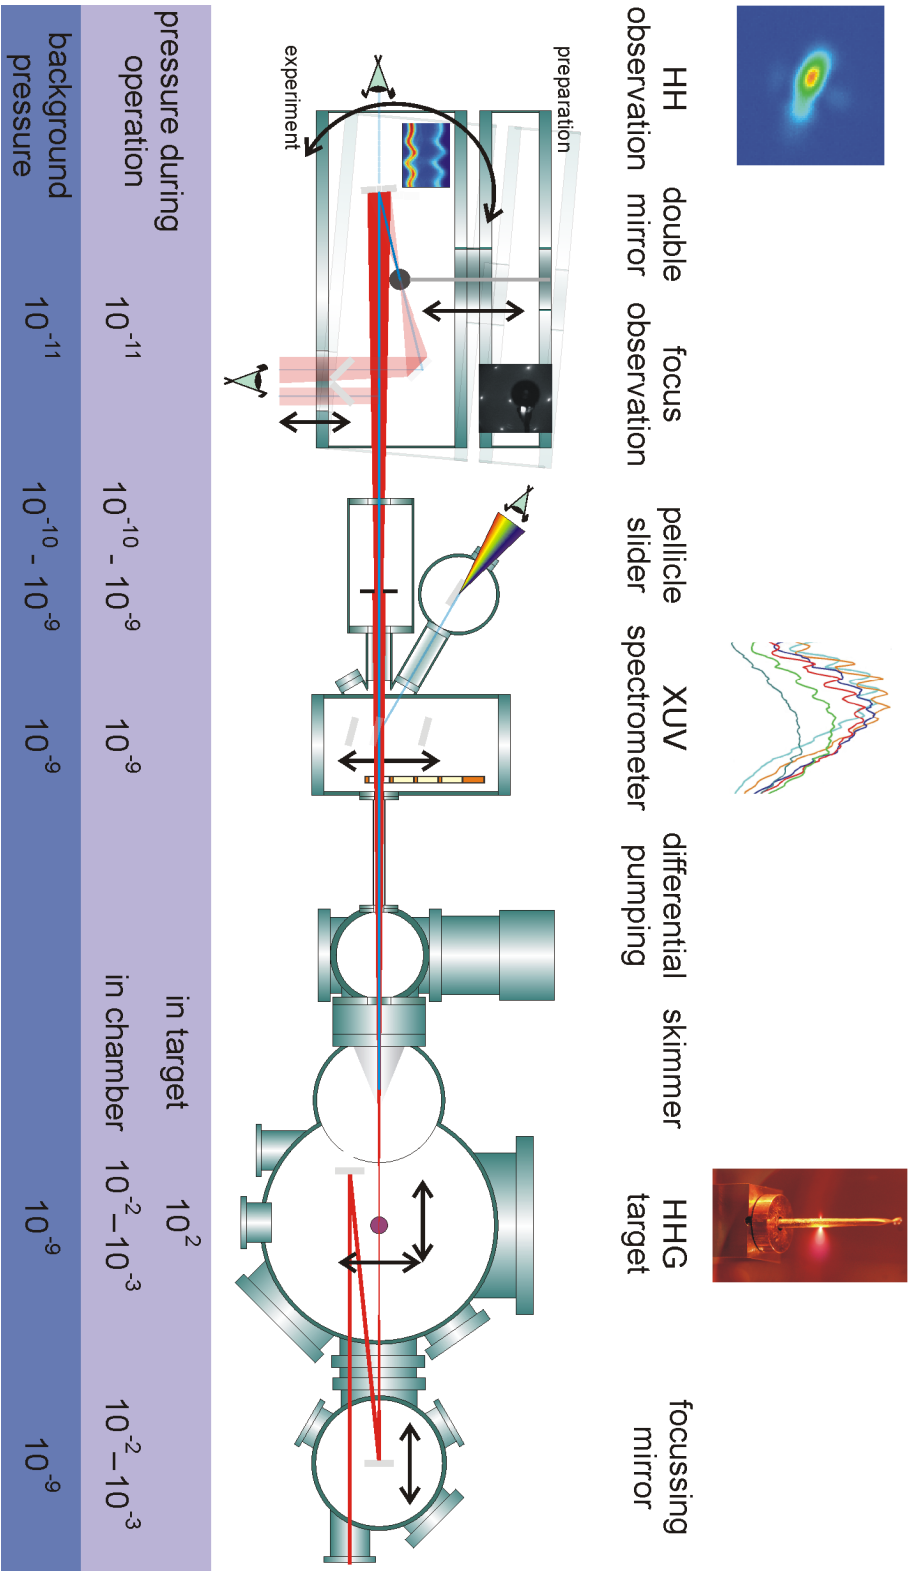 HH
observation
double
mirror
focus
observation
pellicle
slider
XUV
spectrometer
differential
pumping
skimmer
HHG
target
focussing
mirror
preparation
experiment
pressure during
operation
10⁻¹¹
10⁻¹⁰ - 10⁻⁹
10⁻⁹
in target
10²
in chamber
10⁻²–10⁻³
10⁻²–10⁻³
background
pressure
10⁻¹¹
10⁻¹⁰ - 10⁻⁹
10⁻⁹
10⁻⁹
10⁻⁹